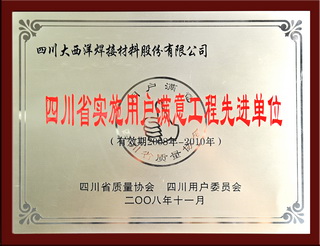 四川大西洋焊接材料股份有限公司
四川省实施用户满意工程先进单位
(有效期2008年-2010年)
四川省质量协会 四川用户委员会
二〇〇八年十一月